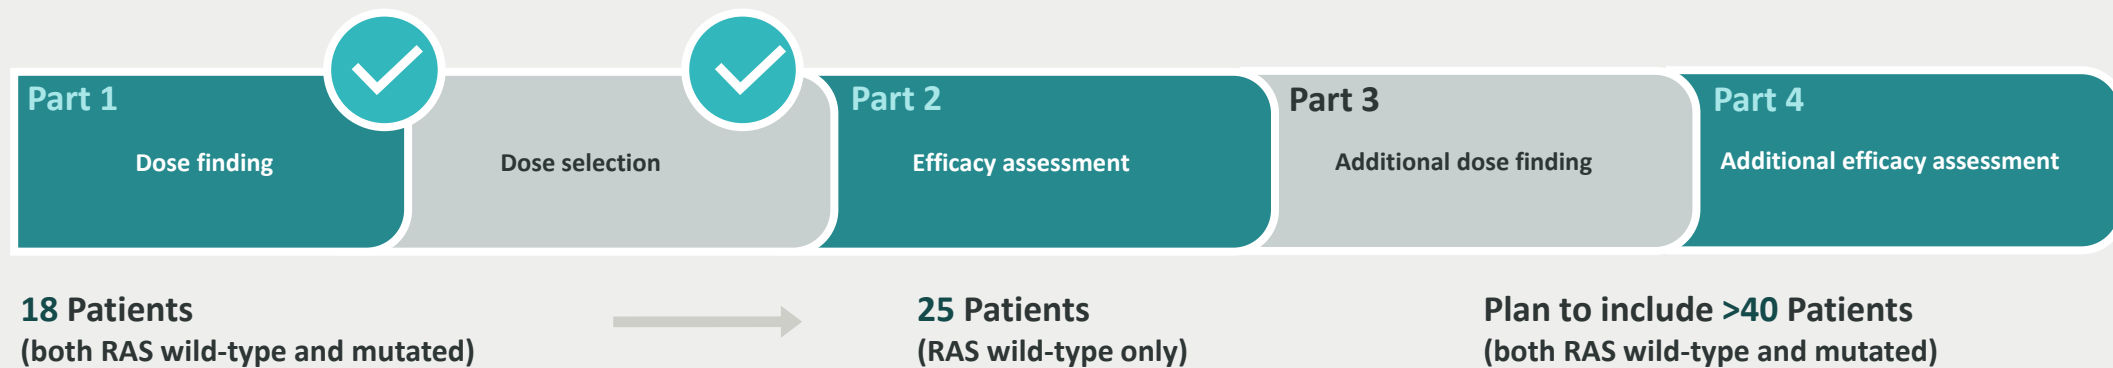 Part 1
Dose finding
Dose selection
Part 2
Efficacy assessment
Part 3
Additional dose finding
Part 4
Additional efficacy assessment
18 Patients
(both RAS wild-type and mutated)
25 Patients
(RAS wild-type only)
Plan to include >40 Patients
(both RAS wild-type and mutated)